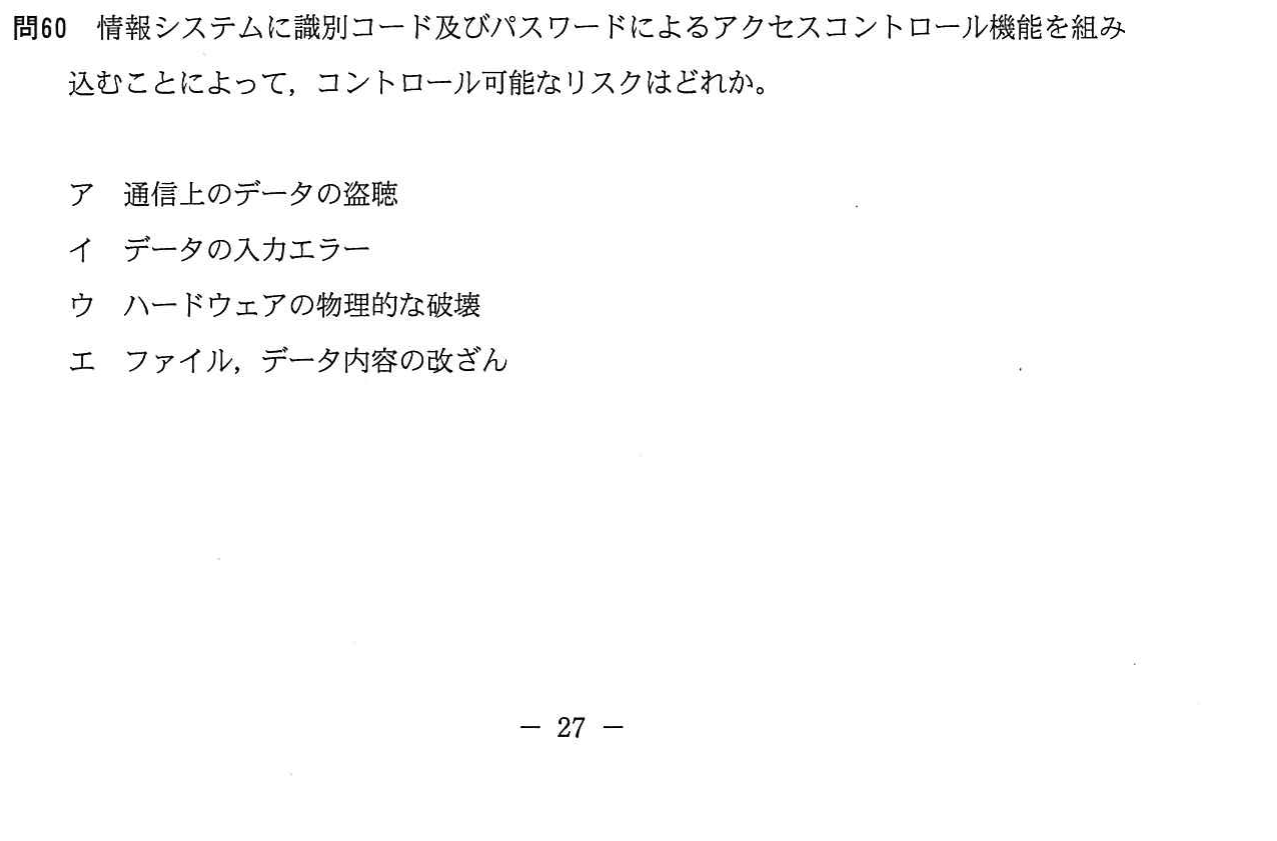 問60 情報システムに識別コード及びパスワードによるアクセスコントロール機能を組み
込むことによって，コントロール可能なリスクはどれか。
ア 通信上のデータの盗聴
イ データの入力エラー
ウ ハードウェアの物理的な破壊
エ ファイル，データ内容の改ざん
― 27 ―